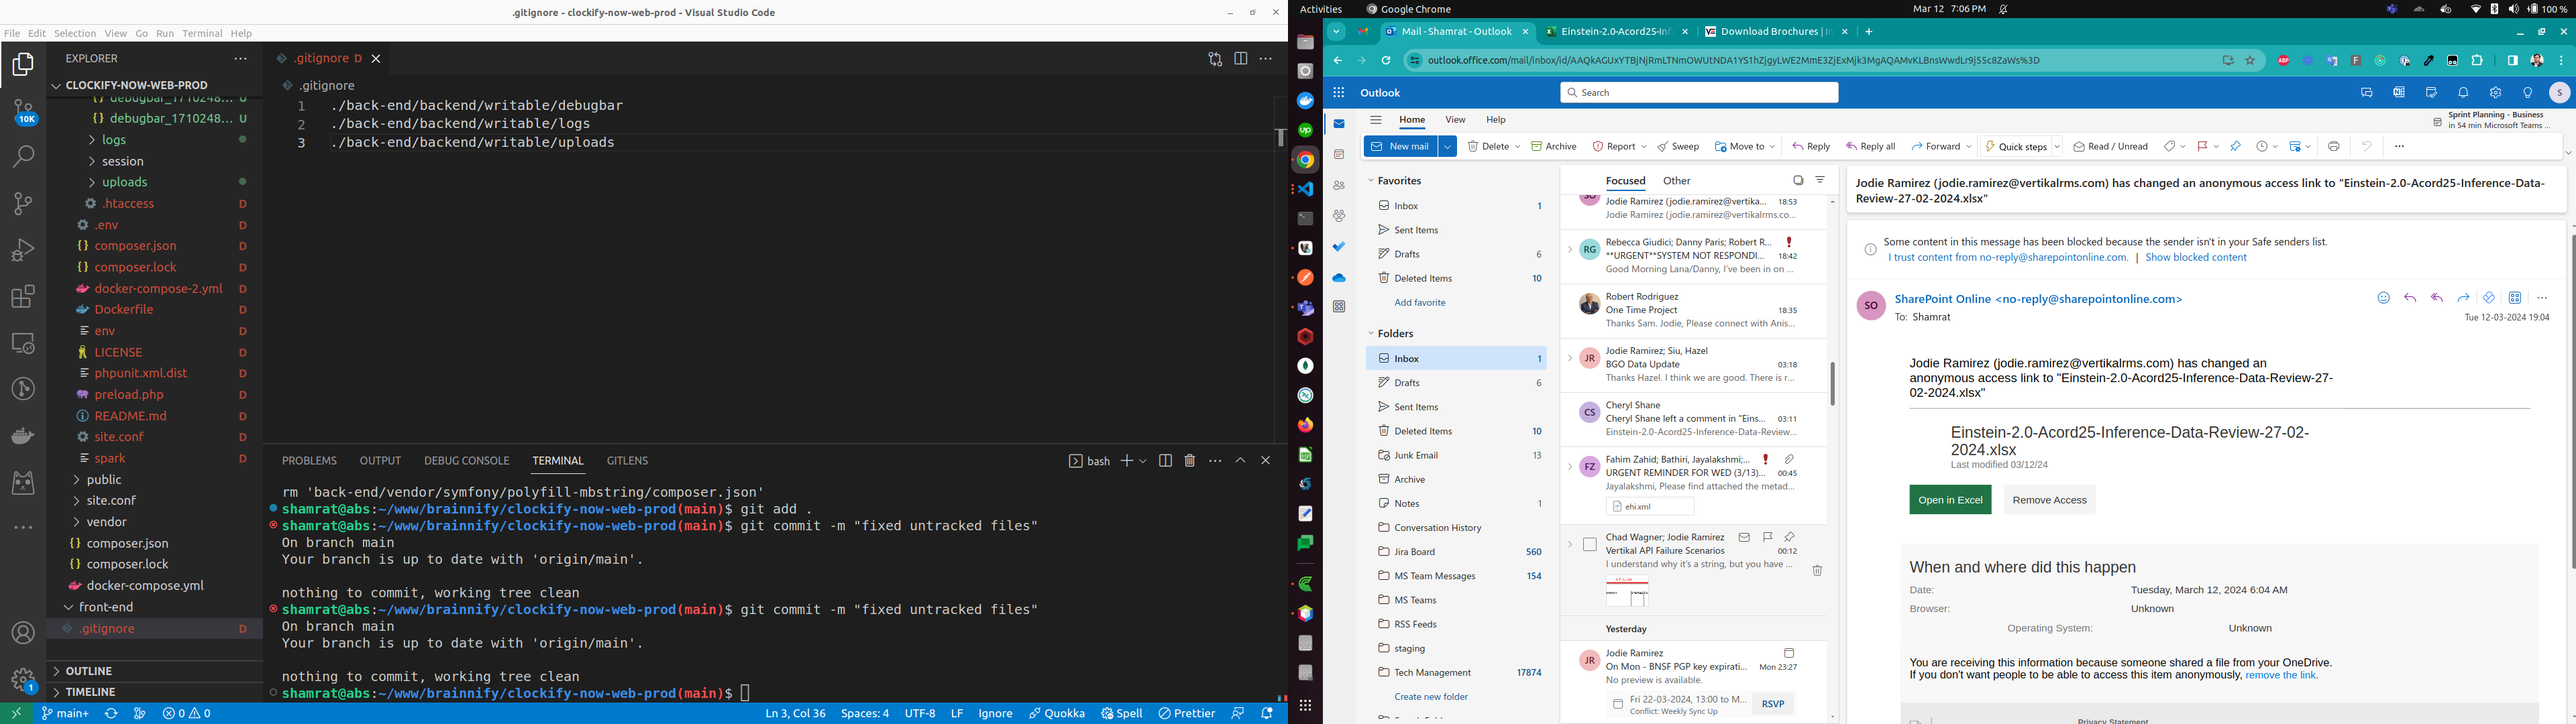 .gitignore - clockify-now-web-prod - Visual Studio Code
File Edit Selection View Go Run Terminal Help
EXPLORER
CLOCKIFY-NOW-WEB-PROD
debugbar_1710248... U
debugbar_1710248... U
logs
session
uploads
.htaccess D
.env D
composer.json D
composer.lock D
docker-compose-2.yml D
Dockerfile D
env D
LICENSE D
phpunit.xml.dist D
preload.php D
README.md D
site.conf D
spark D
public
site.conf
vendor
composer.json
composer.lock
docker-compose.yml
front-end
.gitignore D
OUTLINE
TIMELINE
10K
1
.gitignore D
.gitignore
1 ./back-end/backend/writable/debugbar
2 ./back-end/backend/writable/logs
3 ./back-end/backend/writable/uploads
PROBLEMS OUTPUT DEBUG CONSOLE TERMINAL GITLENS
bash
rm 'back-end/vendor/symfony/polyfill-mbstring/composer.json'
shamrat@abs:~/www/brainnify/clockify-now-web-prod(main)$ git add .
shamrat@abs:~/www/brainnify/clockify-now-web-prod(main)$ git commit -m "fixed untracked files"
On branch main
Your branch is up to date with 'origin/main'.
nothing to commit, working tree clean
shamrat@abs:~/www/brainnify/clockify-now-web-prod(main)$ git commit -m "fixed untracked files"
On branch main
Your branch is up to date with 'origin/main'.
nothing to commit, working tree clean
shamrat@abs:~/www/brainnify/clockify-now-web-prod(main)$
main+ 0 0 Ln 3, Col 36 Spaces: 4 UTF-8 LF Ignore Quokka Spell Prettier
Activities Google Chrome Mar 12 7:06 PM 100 %
Mail - Shamrat - Outlook
Einstein-2.0-Acord25-Inf
Download Brochures | In
outlook.office.com/mail/inbox/id/AAQkAGUxYTBjNjRmLTNmOWUtNDA1YS1hZjgyLWE2MmE3ZjExMjk3MgAQAMvKLBnsWwdLr9j55c8ZaWs%3D
Outlook
Search
S
Home View Help
Sprint Planning - Business
in 54 min Microsoft Teams ...
New mail Delete Archive Report Sweep Move to Reply Reply all Forward Quick steps Read / Unread
Favorites
Inbox 1
Sent Items
Drafts 6
Deleted Items 10
Add favorite
Folders
Inbox 1
Drafts 6
Sent Items
Deleted Items 10
Junk Email 13
Archive
Notes 1
Conversation History
Jira Board 560
MS Team Messages 154
MS Teams
RSS Feeds
staging
Tech Management 17874
Create new folder
Focused Other
Jodie Ramirez (jodie.ramirez@vertika... 18:53
Jodie Ramirez (jodie.ramirez@vertikalrms.co...
RG
Rebecca Giudici; Danny Paris; Robert R...
**URGENT**SYSTEM NOT RESPONDI... 18:42
Good Morning Lana/Danny, I've been in on ...
Robert Rodriguez
One Time Project 18:35
Thanks Sam. Jodie, Please connect with Anis...
JR
Jodie Ramirez; Siu, Hazel
BGO Data Update 03:18
Thanks Hazel. I think we are good. There is r...
CS
Cheryl Shane
Cheryl Shane left a comment in "Eins... 03:11
Einstein-2.0-Acord25-Inference-Data-Review...
FZ
Fahim Zahid; Bathiri, Jayalakshmi;...
URGENT REMINDER FOR WED (3/13)... 00:45
Jayalakshmi, Please find attached the metad...
ehi.xml
Chad Wagner; Jodie Ramirez
Vertikal API Failure Scenarios 00:12
I understand why it's a string, but you have ...
Yesterday
JR
Jodie Ramirez
On Mon - BNSF PGP key expirati... Mon 23:27
No preview is available.
Fri 22-03-2024, 13:00 to M...
Conflict: Weekly Sync Up
RSVP
Jodie Ramirez (jodie.ramirez@vertikalrms.com) has changed an anonymous access link to "Einstein-2.0-Acord25-Inference-Data-
Review-27-02-2024.xlsx"
Some content in this message has been blocked because the sender isn't in your Safe senders list.
I trust content from no-reply@sharepointonline.com. | Show blocked content
SO
SharePoint Online <no-reply@sharepointonline.com>
To: Shamrat
Tue 12-03-2024 19:04
Jodie Ramirez (jodie.ramirez@vertikalrms.com) has changed an
anonymous access link to "Einstein-2.0-Acord25-Inference-Data-Review-27-
02-2024.xlsx"
Einstein-2.0-Acord25-Inference-Data-Review-27-02-
2024.xlsx
Last modified 03/12/24
Open in Excel Remove Access
When and where did this happen
Date: Tuesday, March 12, 2024 6:04 AM
Browser: Unknown
Operating System: Unknown
You are receiving this information because someone shared a file from your OneDrive.
If you don't want people to be able to access this item anonymously, remove the link.
Privacy Statement